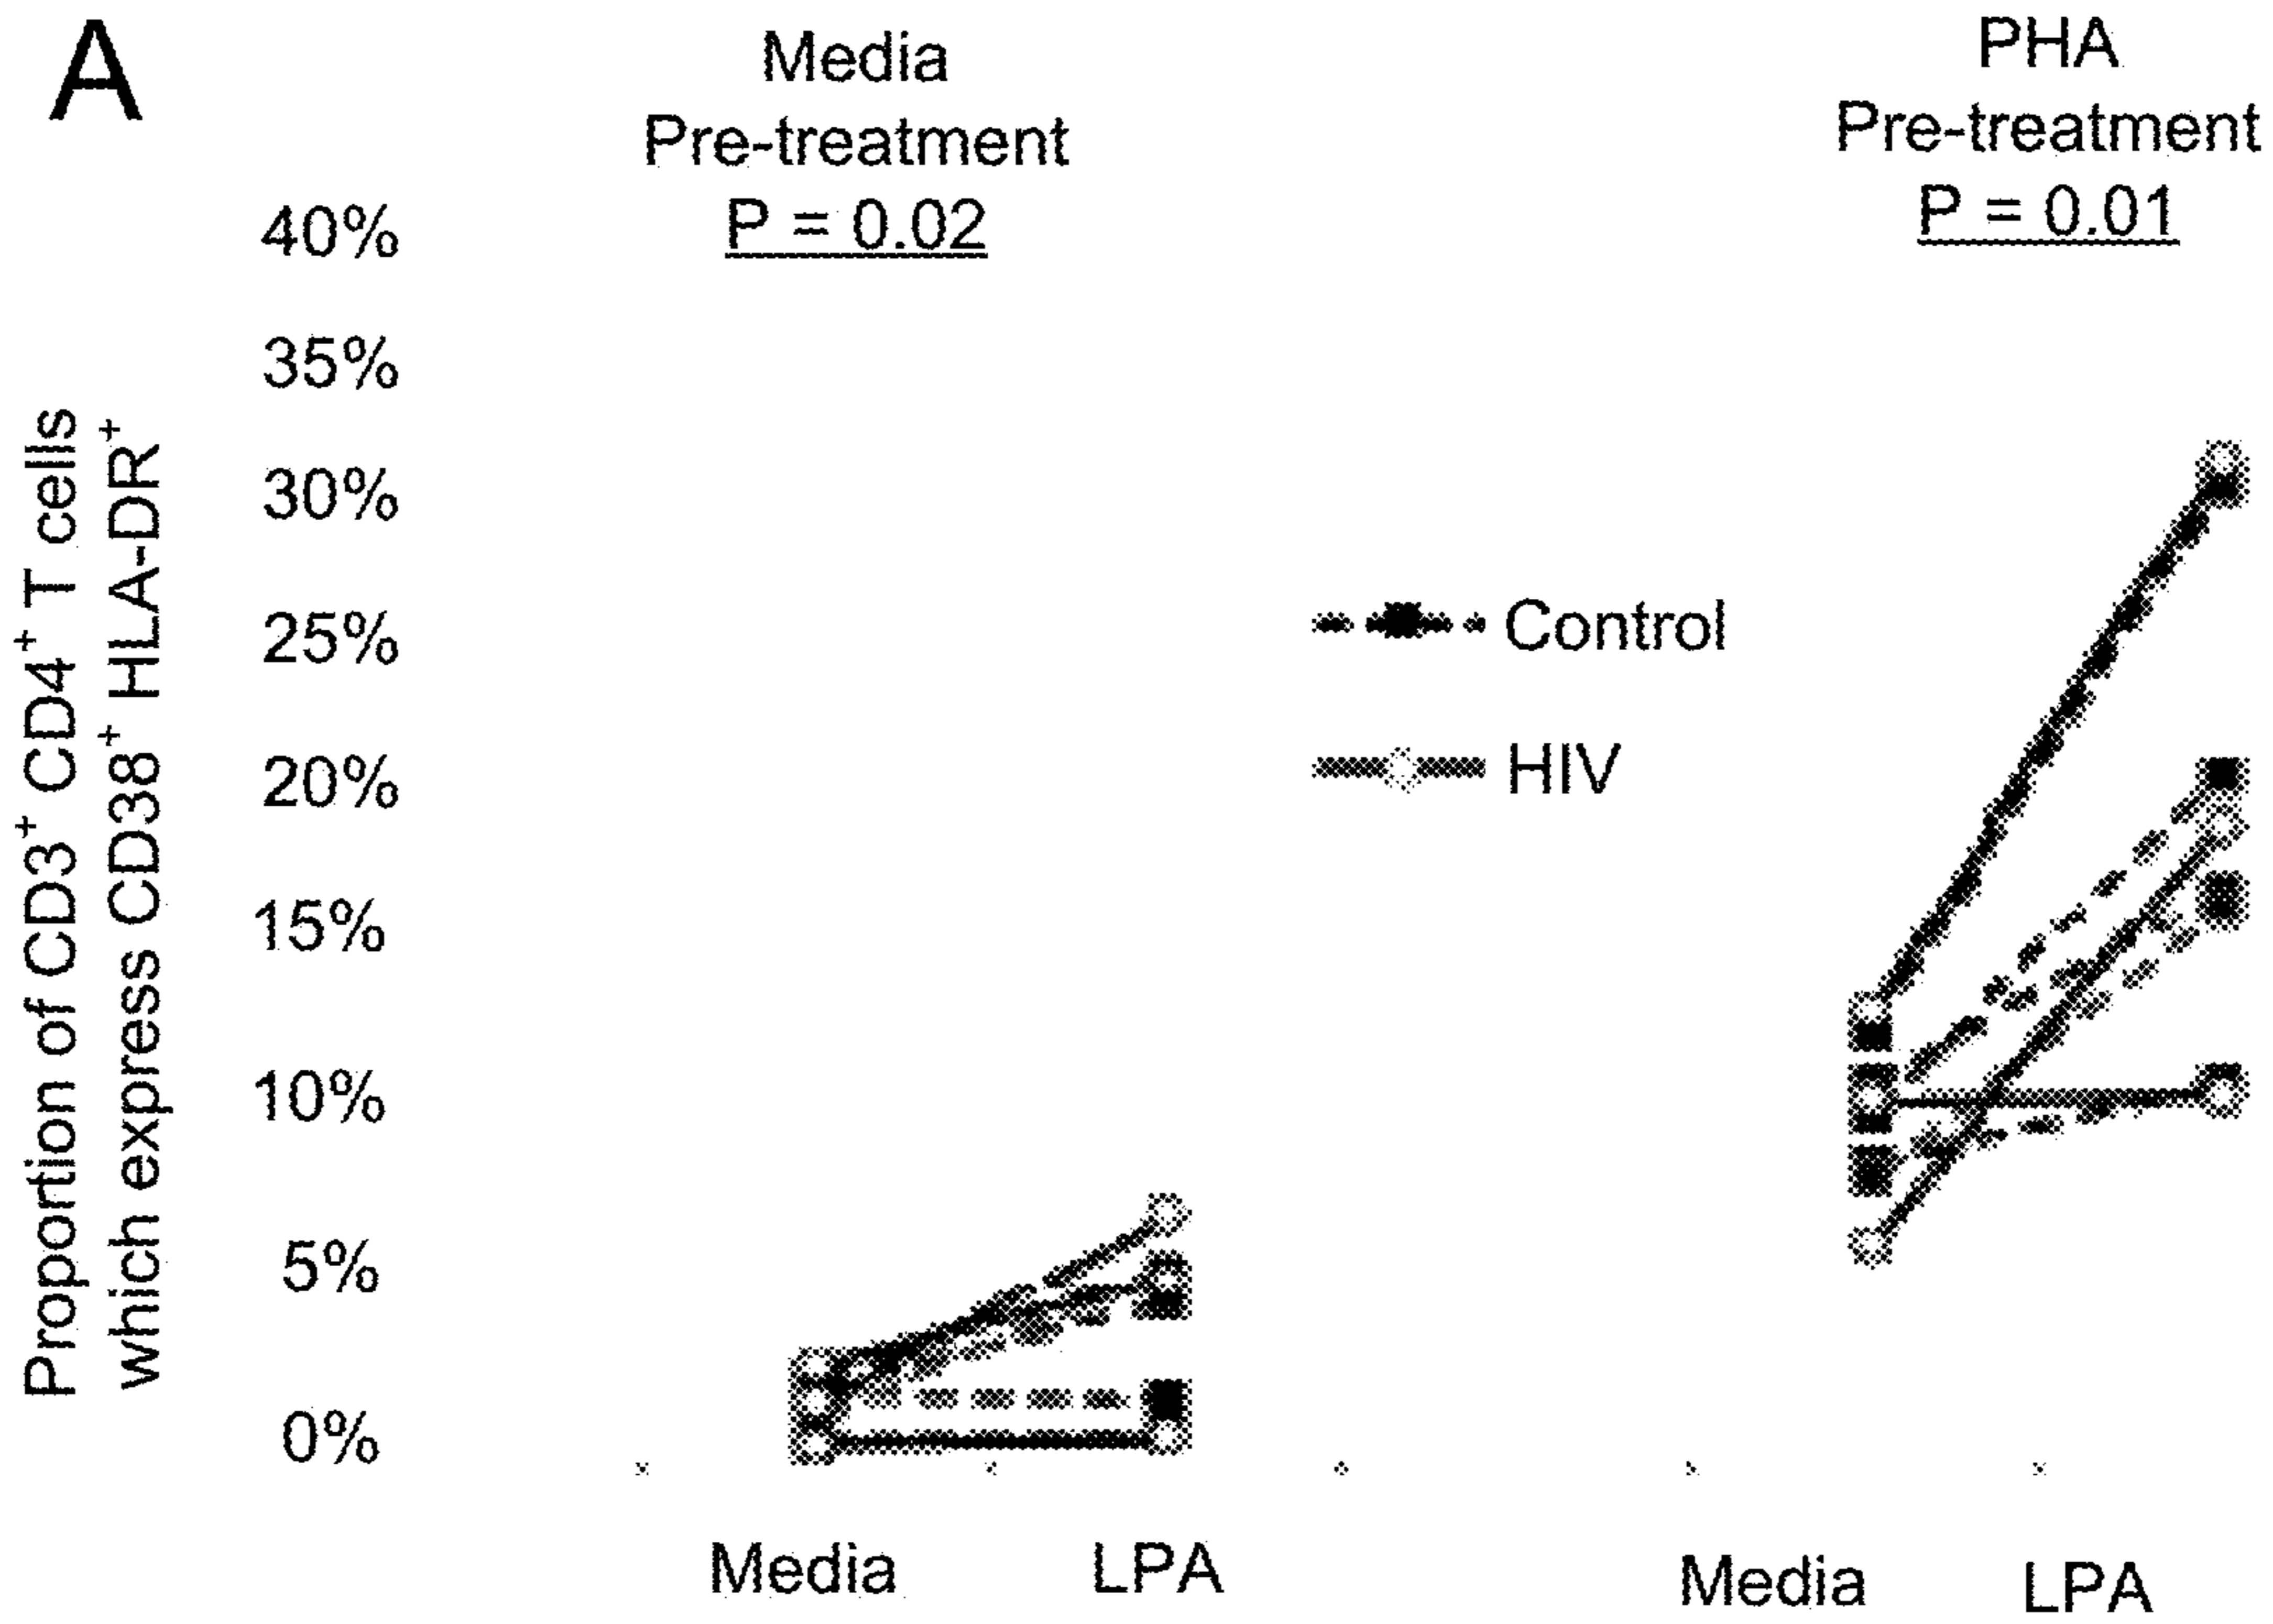 A
Media
Pre-treatment
P = 0.02
PHA
Pre-treatment
P = 0.01
Proportion of CD3⁺ CD4⁺ T cells
which express CD38⁺ HLA-DR⁺
40%
35%
30%
25%
20%
15%
10%
5%
0%
Control
HIV
Media
LPA
Media
LPA